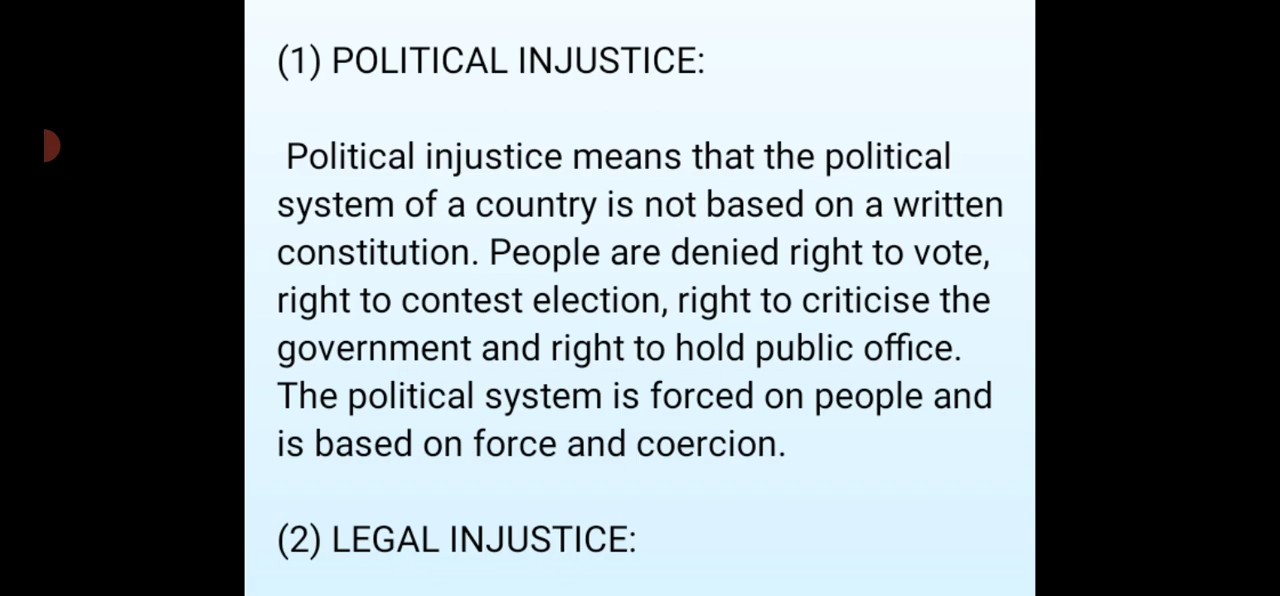 (1) POLITICAL INJUSTICE:
Political injustice means that the political
system of a country is not based on a written
constitution. People are denied right to vote,
right to contest election, right to criticise the
government and right to hold public office.
The political system is forced on people and
is based on force and coercion.
(2) LEGAL INJUSTICE: